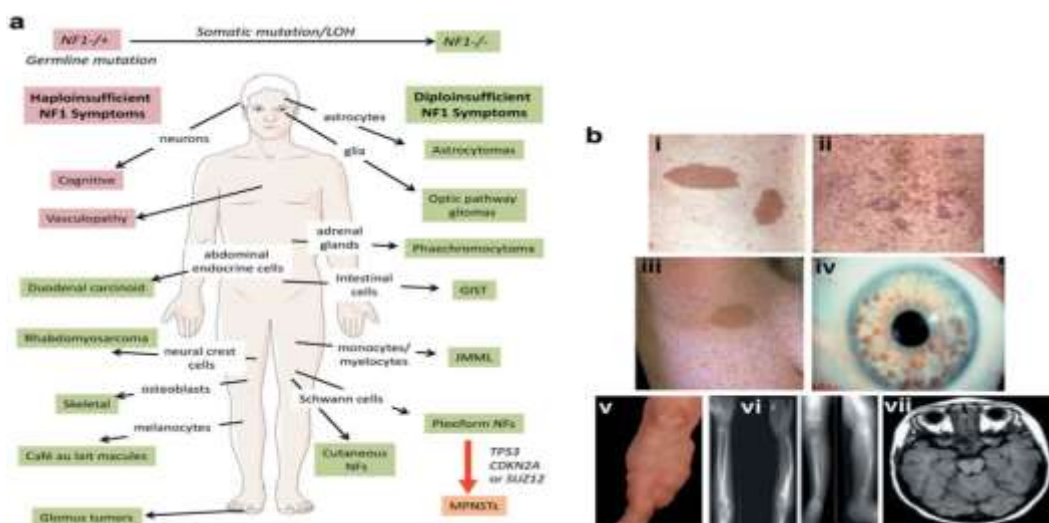 a
NF1-/+
Somatic mutation/LOH
NF1-/-
Germline mutation
Haploinsufficient
NF1 Symptoms
Diploinsufficient
NF1 Symptoms
neurons
astrocytes
glia
Cognitive
Vasculopathy
Astrocytomas
Optic pathway
gliomas
adrenal
glands
Phaechromocytoma
abdominal
endocrine cells
Duodenal carcinoid
Intestinal
cells
GIST
Rhabdomyosarcoma
neural crest
cells
monocytes/
myelocytes
JMML
osteoblasts
Skeletal
Schwann cells
melanocytes
Café au lait macules
Cutaneous
NFs
Plexiform NFs
TP53
CDKN2A
or SUZ12
MPNSTs
Glomus tumors
b
i
ii
iii
iv
v
vi
vii